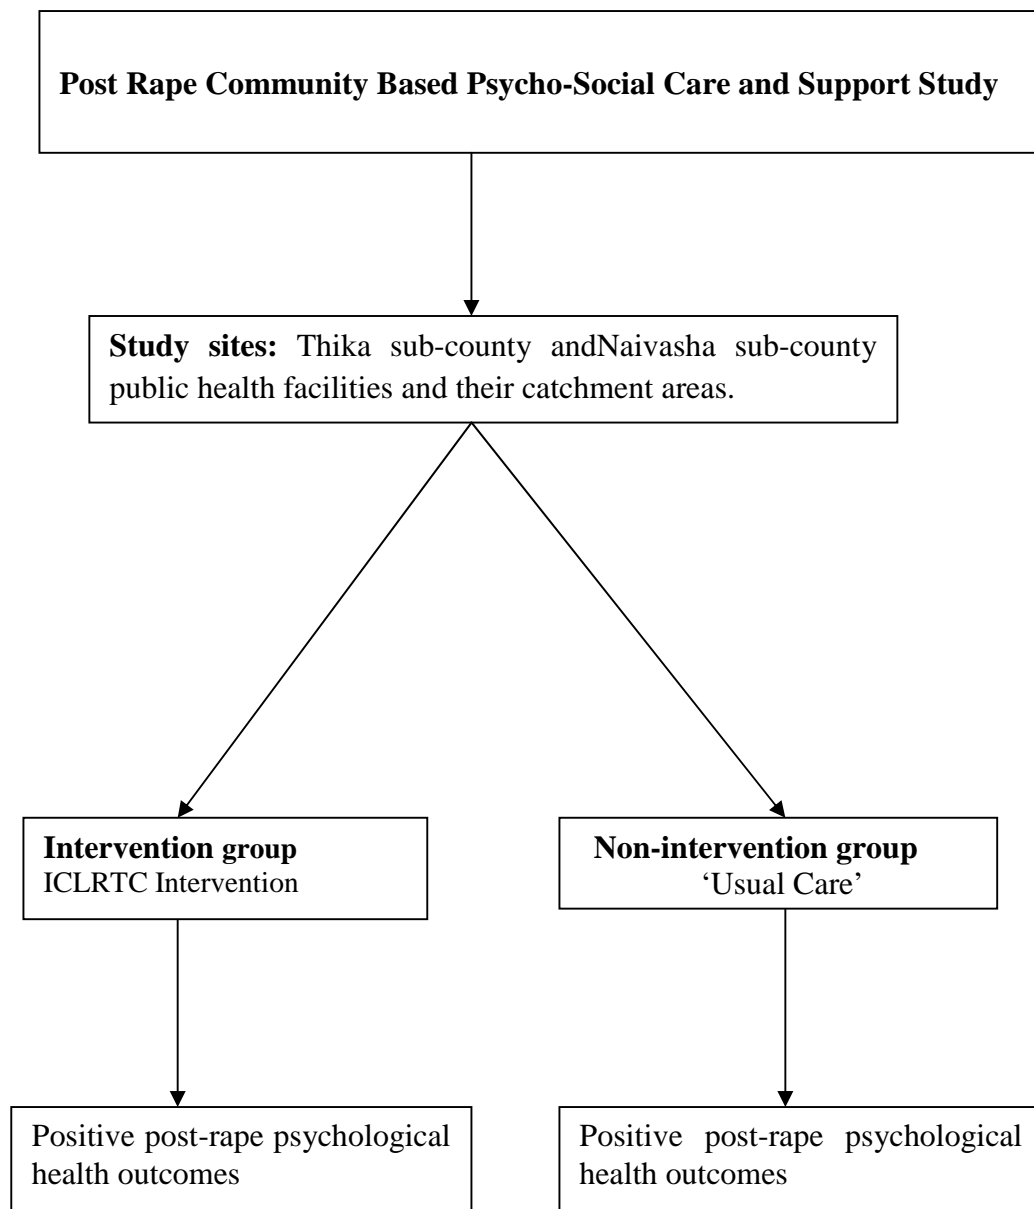 Post Rape Community Based Psycho-Social Care and Support Study
Study sites: Thika sub-county andNaivasha sub-county
public health facilities and their catchment areas.
Intervention group
ICLRTC Intervention
Non-intervention group
‘Usual Care’
Positive post-rape psychological
health outcomes
Positive post-rape psychological
health outcomes